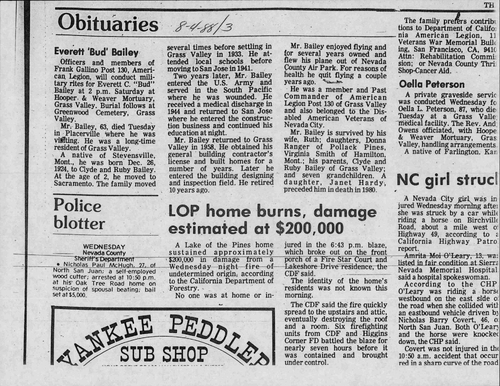 TH
Obituaries
8-4-88/3
Everett 'Bud' Bailey
Officers and members of
Frank Gallino Post 130, Amer-
ican Legion, will conduct mili-
tary rites for Everett C. "Bud"
Bailey at 2 p.m. Saturday at
Hooper & Weaver Mortuary,
Grass Valley. Burial follows at
Greenwood Cemetery, Grass
Valley.
Mr. Bailey, 63, died Tuesday
in Placerville where he was
visiting. He was a long-time
resident of Grass Valley.
A native of Stevensville,
Mont., he was born Dec. 26,
1924, to Clyde and Ruby Bailey.
At the age of 2, he moved to
Sacramento. The family moved
several times before settling in
Grass Valley in 1933. He at-
tended local schools before
moving to San Jose in 1941.
Two years later, Mr. Bailey
entered the U.S. Army and
served in the South Pacific
where he was wounded. He
received a medical discharge in
1944 and returned to San Jose
where he entered the construc-
tion business and continued his
education at night.
Mr. Bailey returned to Grass
Valley in 1958. He obtained his
general building contractor's
license and built homes for a
number of years. Later he
entered the building designing
and inspection field. He retired
10 years ago.
Mr. Bailey enjoyed flying and
for several years owned and
flew his plane out of Nevada
County Air Park. For reasons of
health he quit flying a couple
years ago.
He was a member and Past
Commander of American
Legion Post 130 of Grass Valley
and also belonged to the Dis-
abled American Veterans of
Nevada City.
Mr. Bailey is survived by his
wife, Ruth; daughters, Donna
Ranger of Pollack Pines,
Virginia Smith of Hamilton,
Mont.; his parents, Clyde and
Ruby Bailey of Grass Valley;
and seven grandchildren. A
daughter, Janet Hardy,
preceded him in death in 1980.
The family prefers contri-
butions to Department of Califor-
nia American Legion, 11
Veterans War Memorial Build-
ing, San Francisco, CA, 9410
Attn: Rehabilitation Commis-
sion; or Nevada County Thrif
Shop-Cancer Aid.
Oella Peterson
A private graveside servic
was conducted Wednesday
Oella L. Peterson, 87, who die
Tuesday at a Grass Valle
medical facility. The Rev. And
Owens officiated, with Hoope
& Weaver Mortuary, Grass
Valley, handling arrangements
A native of Farlington, Kan
Police
blotter
WEDNESDAY
Nevada County
Sheriff's Department
• Nicholas Paul McHugh, 27, of
North San Juan; a self-employed
wood cutter; arrested at 10:50 p.m.
at his Oak Tree Road home on
suspicion of spousal beating; bail
set at $5,000.
LOP home burns, damage
estimated at $200,000
A Lake of the Pines home
sustained approximately
$200,000 in damage from a
Wednesday night fire of
undetermined origin, according
to the California Department of
Forestry.
No one was at home or in-
jured in the 6:43 p.m. blaze,
which broke out on the front
porch of a Fire Star Court and
Lakeshore Drive residence, the
CDF said.
The identity of the home's
residents was not known this
morning.
The CDF said the fire quickly
spread to the upstairs and attic,
eventually destroying the roof
and a room. Six firefighting
units from CDF and Higgins
Corner FD battled the blaze for
nearly seven hours before it
was contained and brought
under control.
NC girl struck
A Nevada City girl was in
jured Wednesday morning after
she was struck by a car while
riding a horse on Birchville
Road, about a mile west of
Highway 49, according to a
California Highway Patrol
report.
Amrita Moi O'Leary, 13, was
listed in fair condition at Sierra
Nevada Memorial Hospital,
said a hospital spokeswoman.
According to the CHP
O'Leary was riding a horse
westbound on the east side of
the road when she collided with
an eastbound vehicle driven by
Nicholas Barry Covert, 46, o
North San Juan. Both O'Leary
and the horse were knocked
down, the CHP said.
Covert was not injured in the
10:50 a.m. accident that occur
red in a sharp curve of the road
YANKEE PEDDLER
SUB SHOP